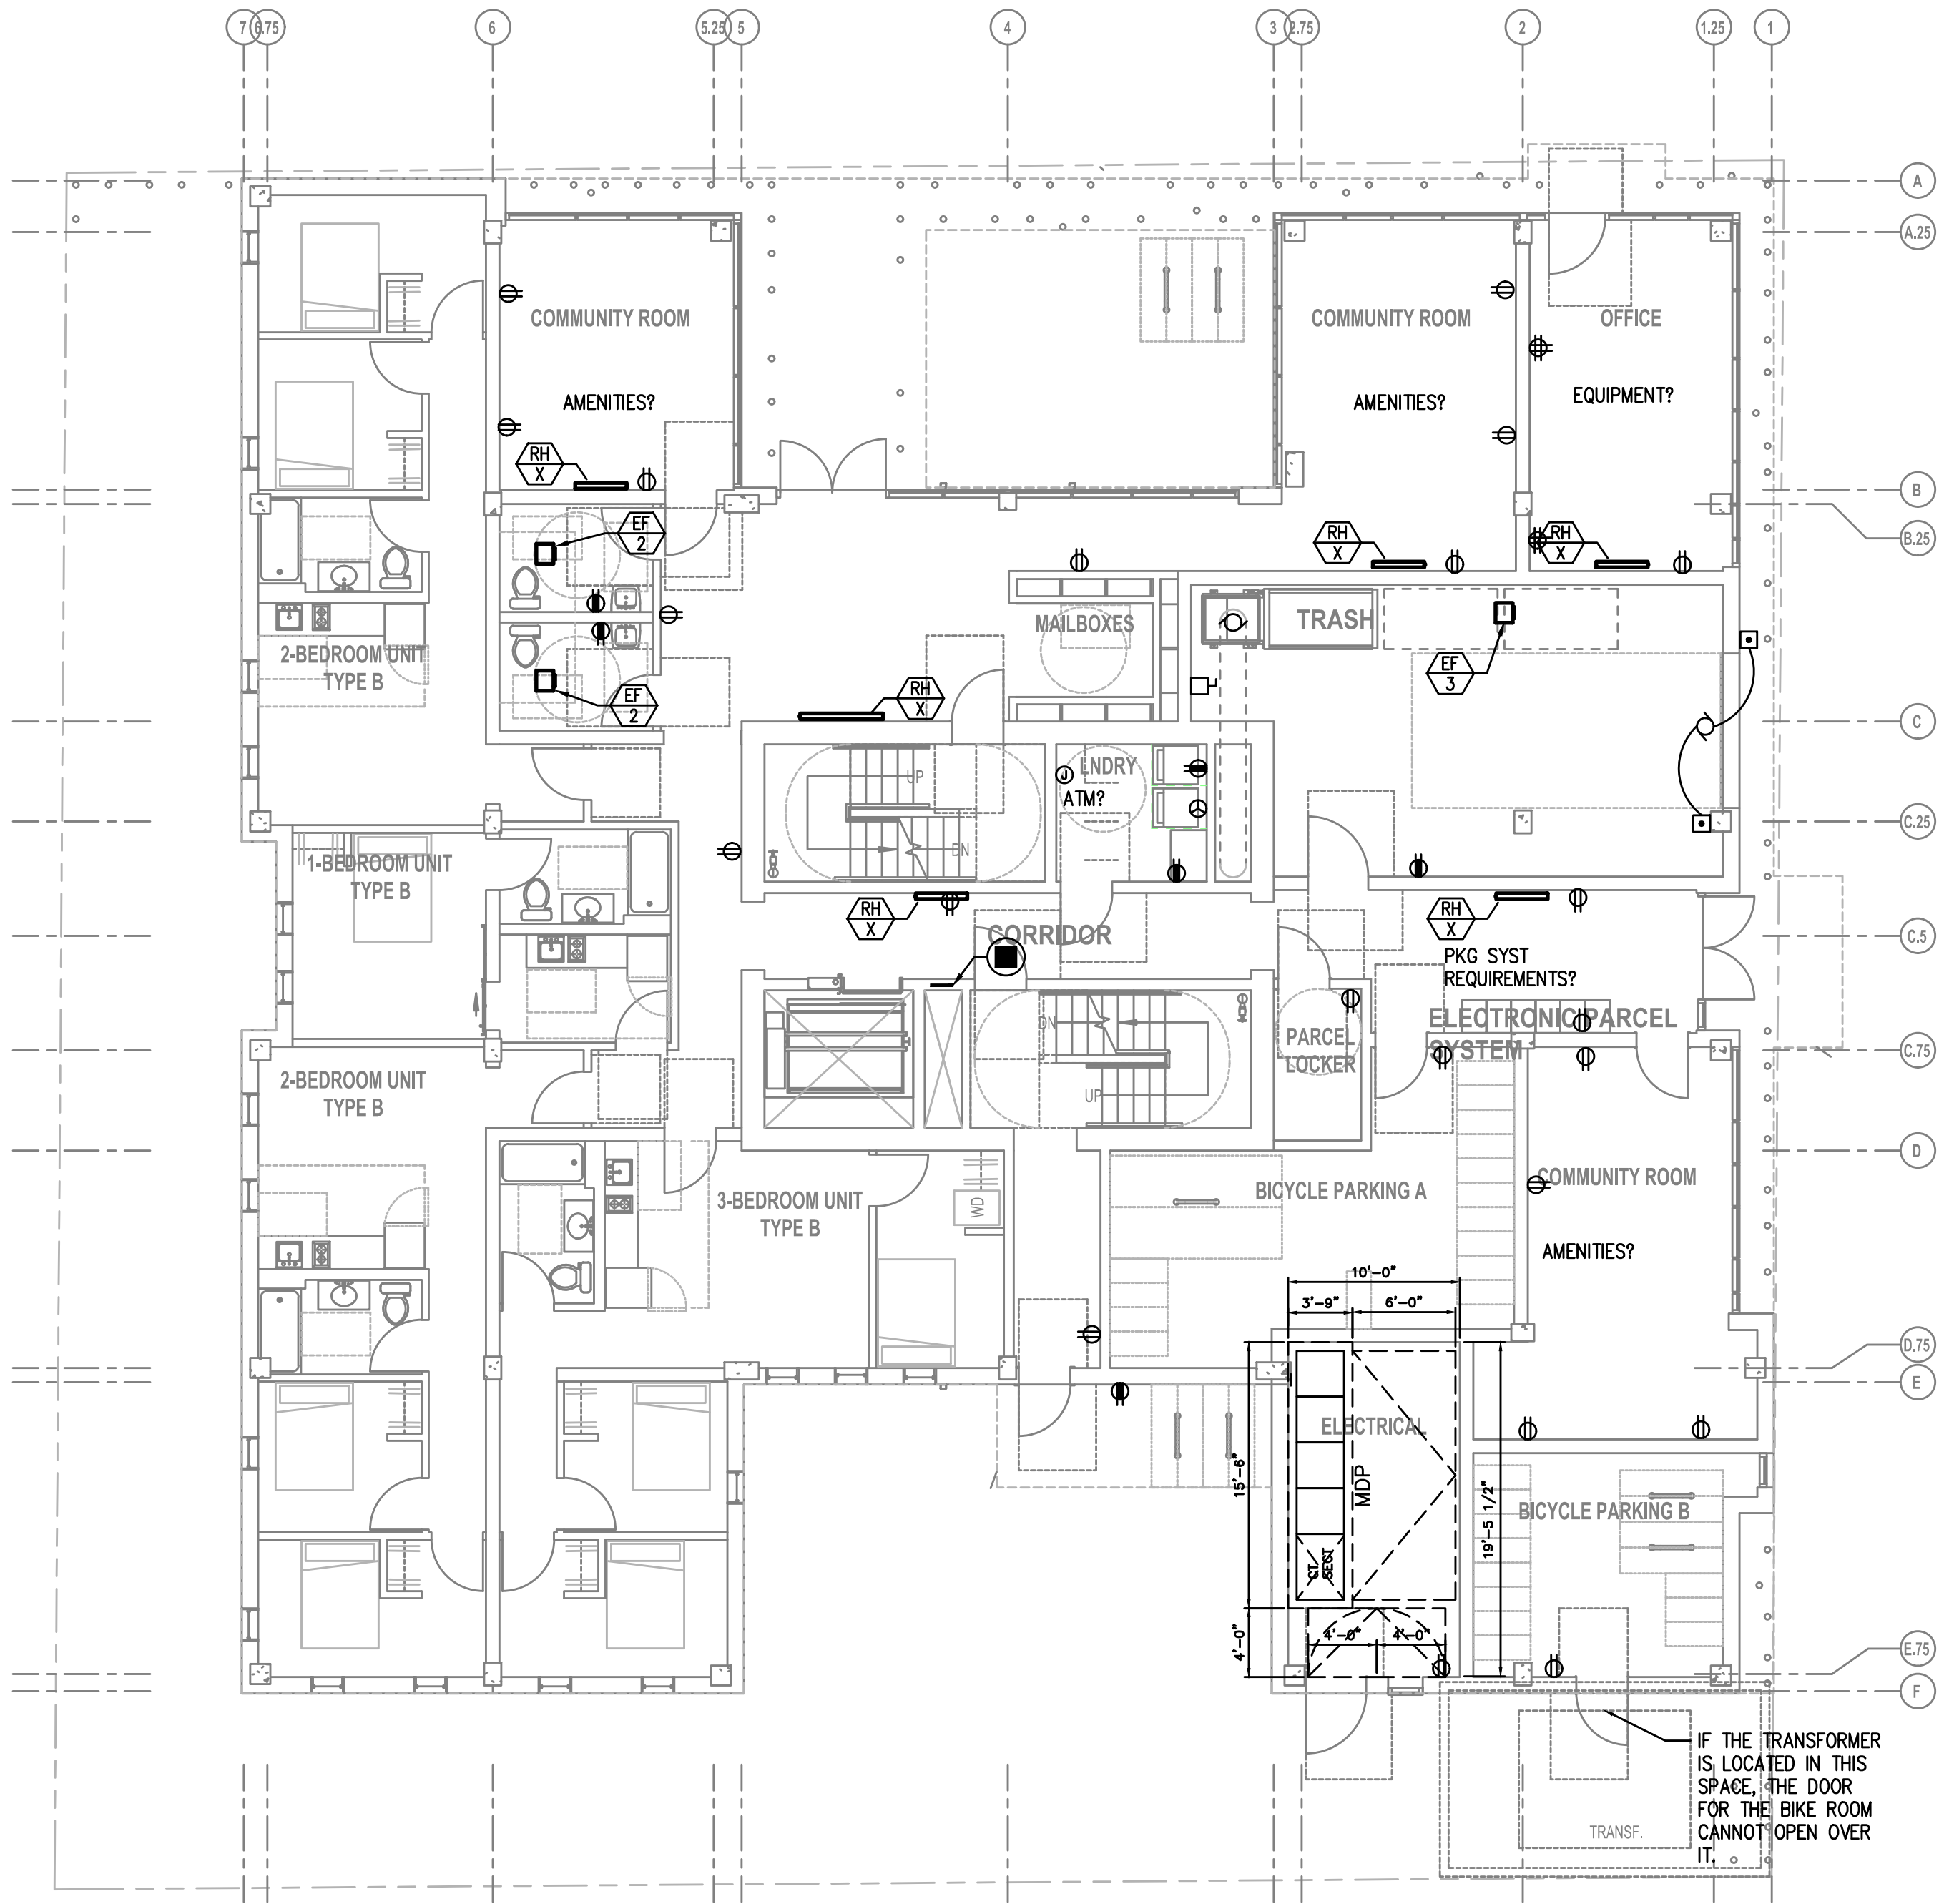 7
6.75
6
5.25
5
4
3
2.75
2
1.25
1
A
A.25
COMMUNITY ROOM
COMMUNITY ROOM
OFFICE
AMENITIES?
AMENITIES?
EQUIPMENT?
RH
X
B
EF
2
RH
X
RH
X
B.25
MAILBOXES
TRASH
2-BEDROOM UNIT
TYPE B
EF
3
EF
2
RH
X
C
UP
J
LNDRY
ATM?
DN
C.25
1-BEDROOM UNIT
TYPE B
RH
X
RH
X
CORRIDOR
C.5
PKG SYST
REQUIREMENTS?
ELECTRONIC PARCEL
SYSTEM
DN
PARCEL
LOCKER
C.75
2-BEDROOM UNIT
TYPE B
UP
D
COMMUNITY ROOM
BICYCLE PARKING A
3-BEDROOM UNIT
TYPE B
WD
AMENITIES?
10'-0"
3'-9"
6'-0"
D.75
E
ELECTRICAL
15'-6"
MDP
19'-5 1/2"
BICYCLE PARKING B
CT.
SECT
4'-0"
4'-0"
4'-0"
E.75
F
IF THE TRANSFORMER
IS LOCATED IN THIS
SPACE, THE DOOR
FOR THE BIKE ROOM
CANNOT OPEN OVER
IT.
TRANSF.